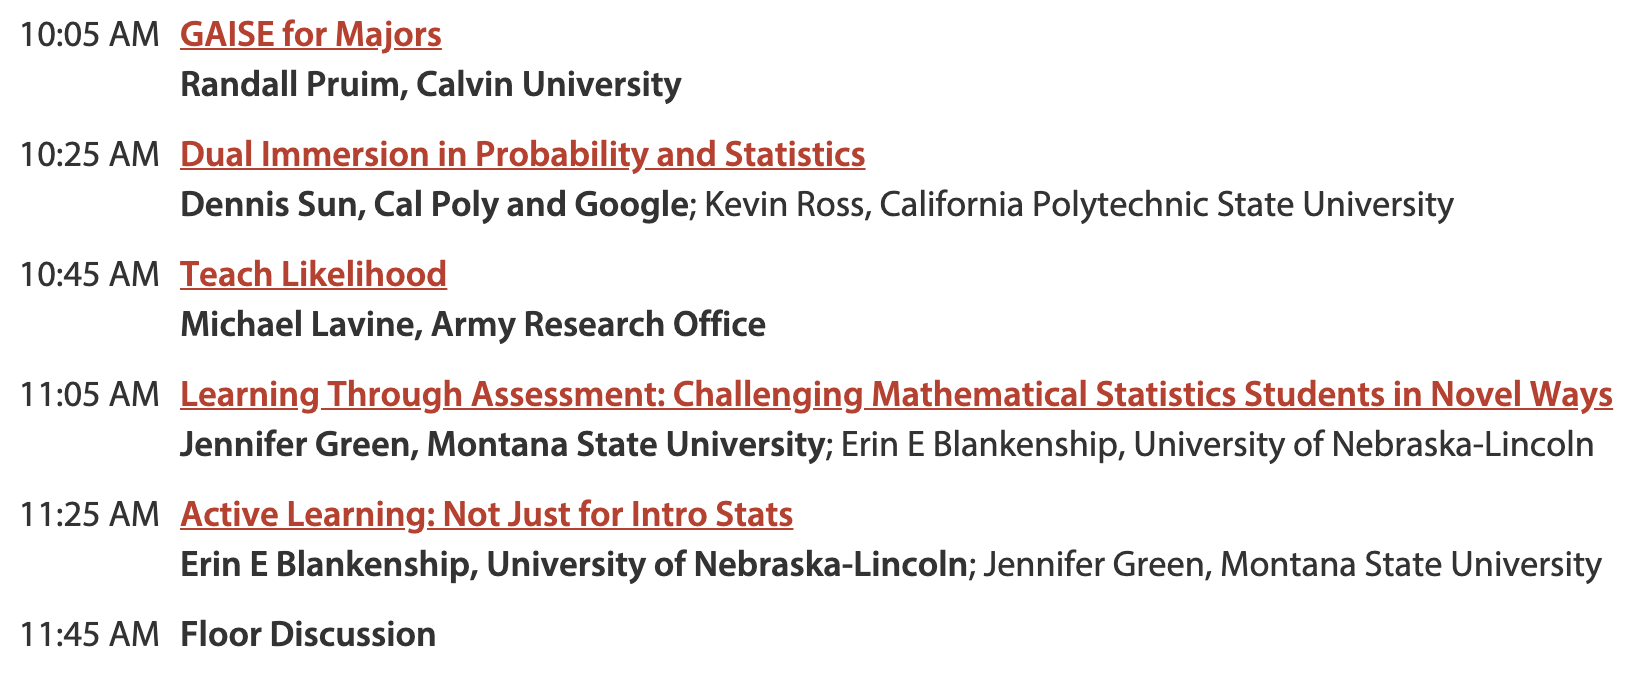 10:05 AM GAISE for Majors
Randall Pruim, Calvin University
10:25 AM Dual Immersion in Probability and Statistics
Dennis Sun, Cal Poly and Google; Kevin Ross, California Polytechnic State University
10:45 AM Teach Likelihood
Michael Lavine, Army Research Office
11:05 AM Learning Through Assessment: Challenging Mathematical Statistics Students in Novel Ways
Jennifer Green, Montana State University; Erin E Blankenship, University of Nebraska-Lincoln
11:25 AM Active Learning: Not Just for Intro Stats
Erin E Blankenship, University of Nebraska-Lincoln; Jennifer Green, Montana State University
11:45 AM Floor Discussion